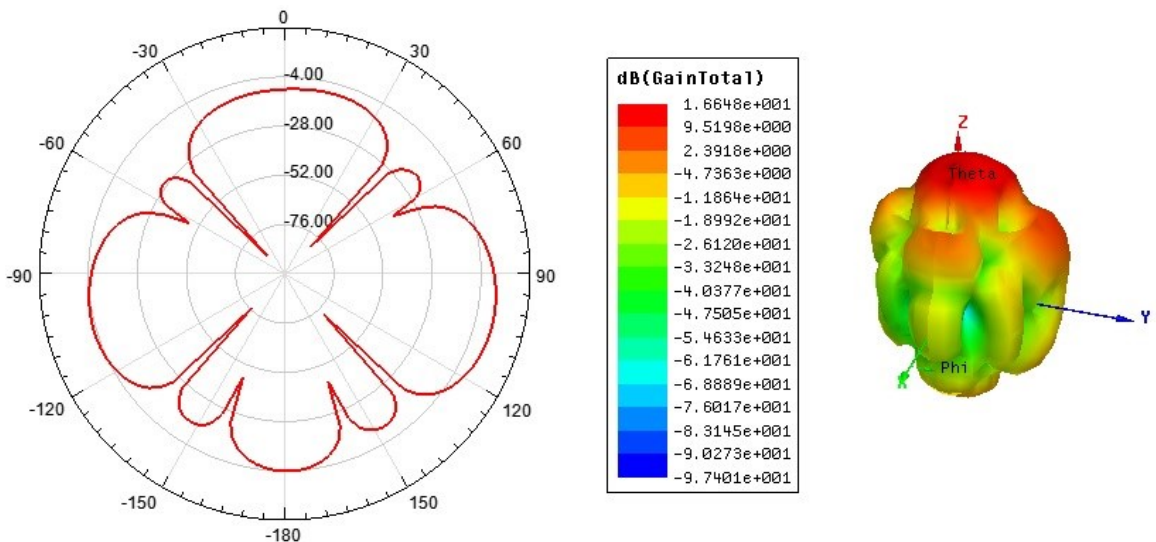 0
-30
30
-4.00
-28.00
-60
60
-52.00
-76.00
-90
90
-120
120
-150
150
-180
dB(GainTotal)
1.6648e+001
9.5198e+000
2.3918e+000
-4.7363e+000
-1.1864e+001
-1.8992e+001
-2.6120e+001
-3.3248e+001
-4.0377e+001
-4.7505e+001
-5.4633e+001
-6.1761e+001
-6.8889e+001
-7.6017e+001
-8.3145e+001
-9.0273e+001
-9.7401e+001
Z
Theta
Y
Phi
X